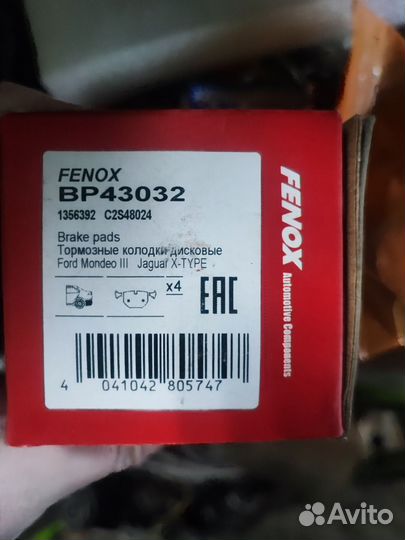 FENOX
BP43032
1356392 C2S48024
Brake pads
Тормозные колодки дисковые
Ford Mondeo III Jaguar X-TYPE
x4
EAC
4 041042 805747
FENOX
Automotive Components
Avito